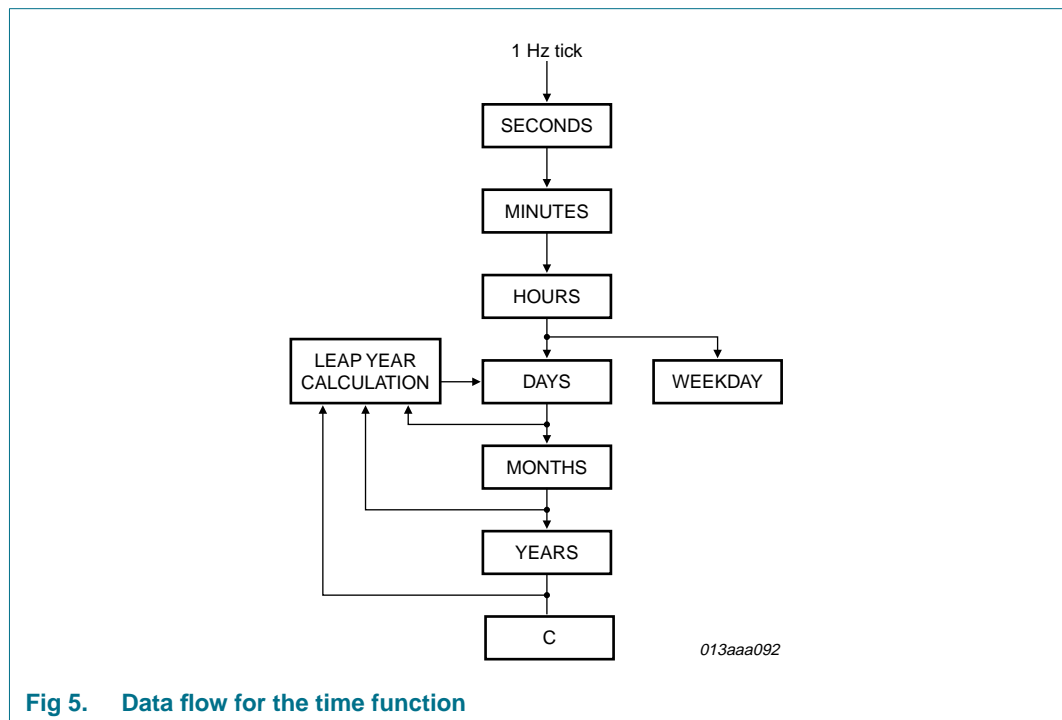 1 Hz tick
SECONDS
MINUTES
HOURS
LEAP YEAR
CALCULATION
DAYS
WEEKDAY
MONTHS
YEARS
C
013aaa092
Fig 5. Data flow for the time function